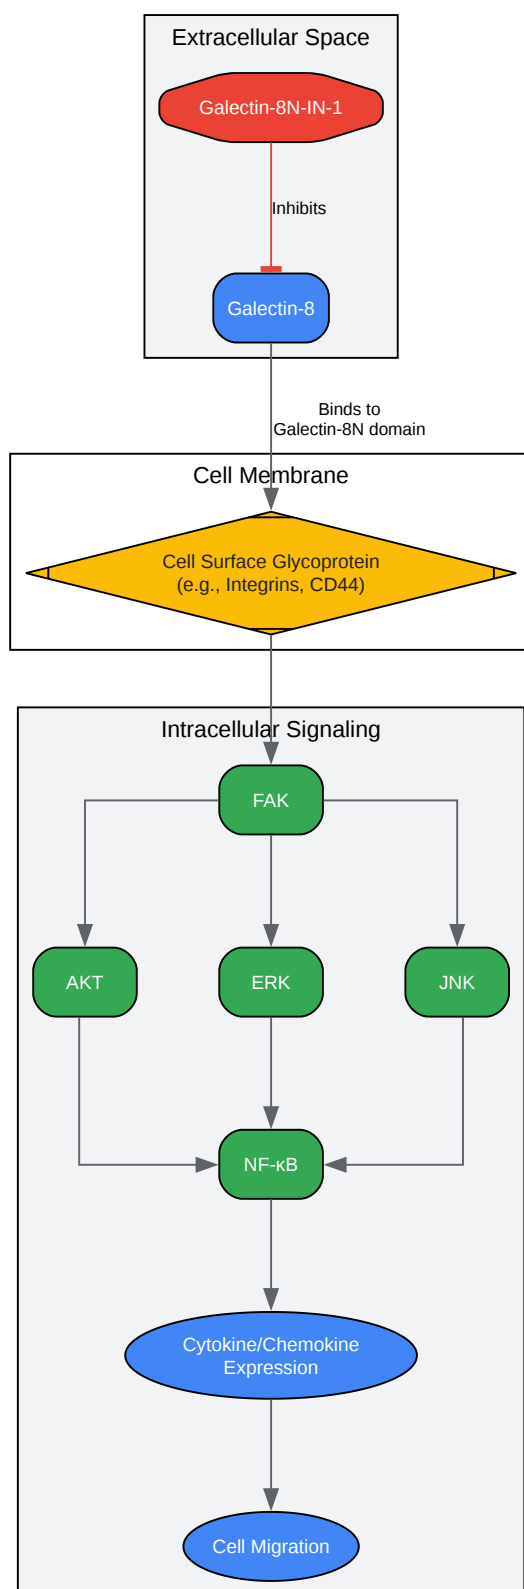 Extracellular Space
Galectin-8N-IN-1
Inhibits
Galectin-8
Binds to
Galectin-8N domain
Cell Membrane
Cell Surface Glycoprotein
(e.g., Integrins, CD44)
Intracellular Signaling
FAK
AKT
ERK
JNK
NF-κB
Cytokine/Chemokine
Expression
Cell Migration